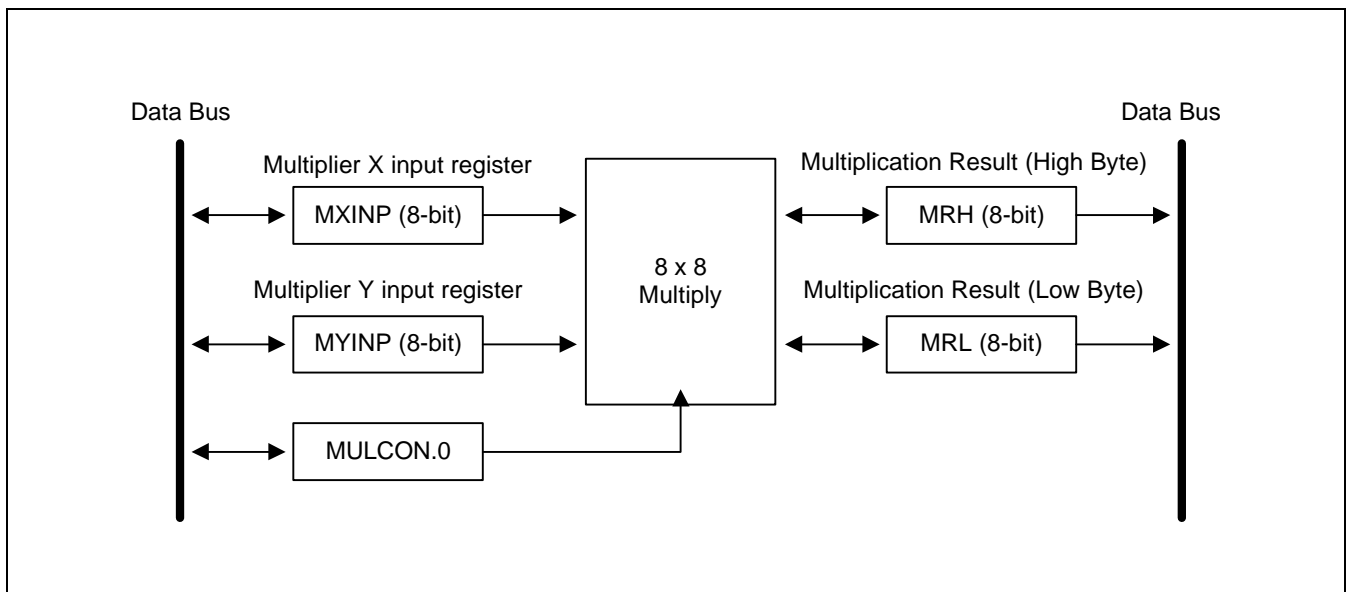 Data Bus
Data Bus
Multiplier X input register
Multiplication Result (High Byte)
MXINP (8-bit)
MRH (8-bit)
8 x 8
Multiply
Multiplier Y input register
Multiplication Result (Low Byte)
MYINP (8-bit)
MRL (8-bit)
MULCON.0